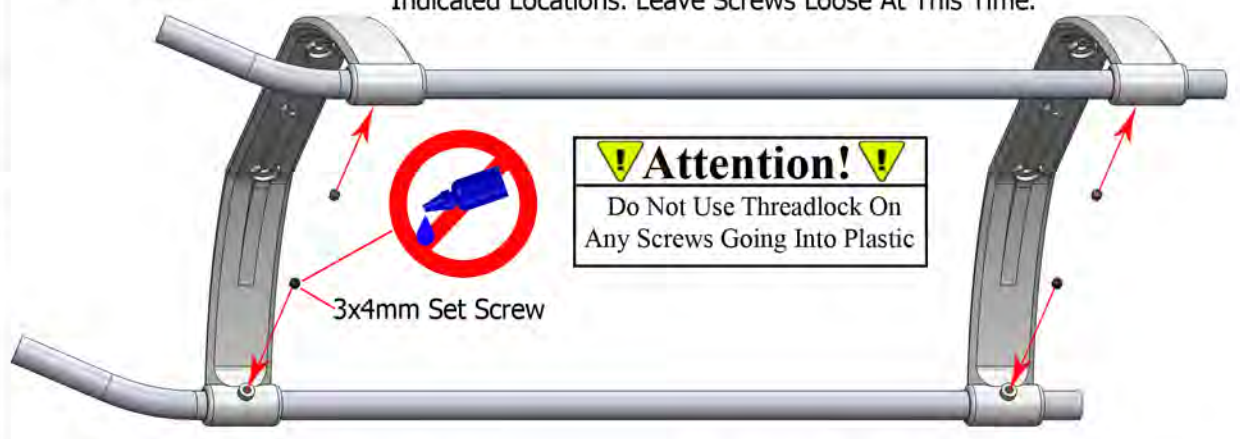 Indicated Locations. Leave Screws Loose At This Time.
Attention!
Do Not Use Threadlock On
Any Screws Going Into Plastic
3x4mm Set Screw